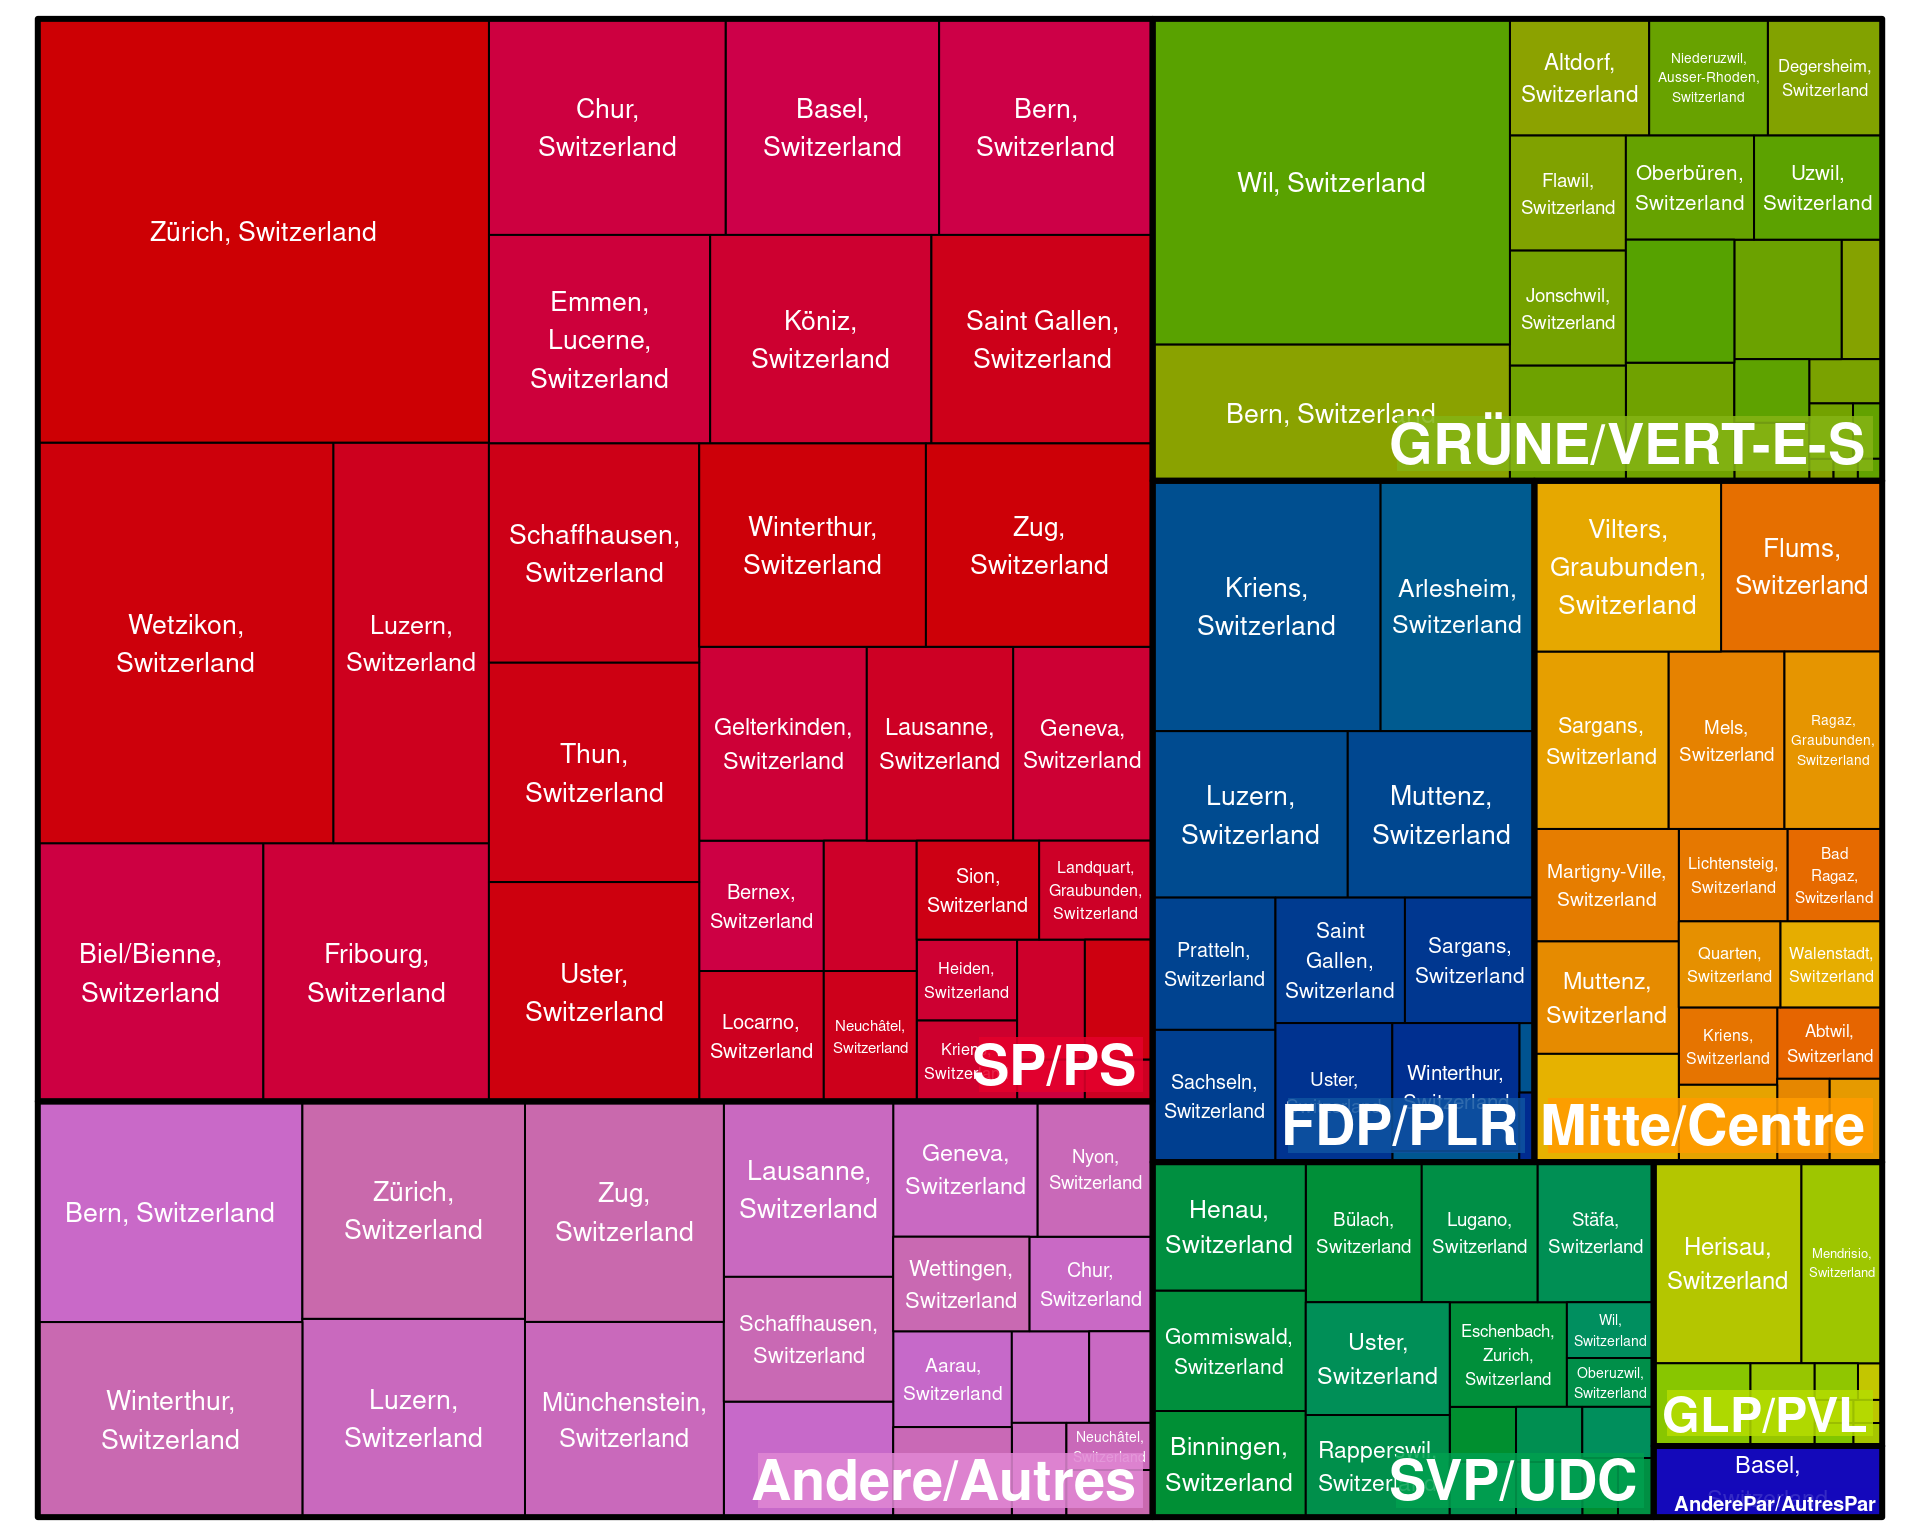 Zürich, Switzerland
Chur,
Switzerland
Basel,
Switzerland
Bern,
Switzerland
Emmen,
Lucerne,
Switzerland
Köniz,
Switzerland
Saint Gallen,
Switzerland
Wetzikon,
Switzerland
Luzern,
Switzerland
Schaffhausen,
Switzerland
Winterthur,
Switzerland
Zug,
Switzerland
Thun,
Switzerland
Gelterkinden,
Switzerland
Lausanne,
Switzerland
Geneva,
Switzerland
Biel/Bienne,
Switzerland
Fribourg,
Switzerland
Uster,
Switzerland
Bernex,
Switzerland
Sion,
Switzerland
Landquart,
Graubunden,
Switzerland
Locarno,
Switzerland
Neuchâtel,
Switzerland
Heiden,
Switzerland
SP/PS
Wil, Switzerland
Altdorf,
Switzerland
Niederuzwil,
Ausser-Rhoden,
Switzerland
Degersheim,
Switzerland
Flawil,
Switzerland
Oberbüren,
Switzerland
Uzwil,
Switzerland
Jonschwil,
Switzerland
Bern, Switzerland
GRÜNE/VERT-E-S
Kriens,
Switzerland
Arlesheim,
Switzerland
Luzern,
Switzerland
Muttenz,
Switzerland
Pratteln,
Switzerland
Saint
Gallen,
Switzerland
Sargans,
Switzerland
Sachseln,
Switzerland
Uster,
Winterthur,
Switzerland
FDP/PLR
Vilters,
Graubunden,
Switzerland
Flums,
Switzerland
Sargans,
Switzerland
Mels,
Switzerland
Ragaz,
Graubunden,
Switzerland
Martigny-Ville,
Switzerland
Lichtensteig,
Switzerland
Bad
Ragaz,
Switzerland
Muttenz,
Switzerland
Quarten,
Switzerland
Walenstadt,
Switzerland
Kriens,
Switzerland
Abtwil,
Switzerland
Mitte/Centre
Bern, Switzerland
Zürich,
Switzerland
Zug,
Switzerland
Lausanne,
Switzerland
Geneva,
Switzerland
Nyon,
Switzerland
Wettingen,
Switzerland
Chur,
Switzerland
Winterthur,
Switzerland
Luzern,
Switzerland
Münchenstein,
Switzerland
Schaffhausen,
Switzerland
Aarau,
Switzerland
Neuchâtel,
Switzerland
Andere/Autres
Henau,
Switzerland
Bülach,
Switzerland
Lugano,
Switzerland
Stäfa,
Switzerland
Gommiswald,
Switzerland
Uster,
Switzerland
Eschenbach,
Zurich,
Switzerland
Wil,
Switzerland
Oberuzwil,
Switzerland
Binningen,
Switzerland
Rapperswil,
SVP/UDC
Herisau,
Switzerland
Mendrisio,
Switzerland
GLP/PVL
Basel,
AnderePar/AutresPar